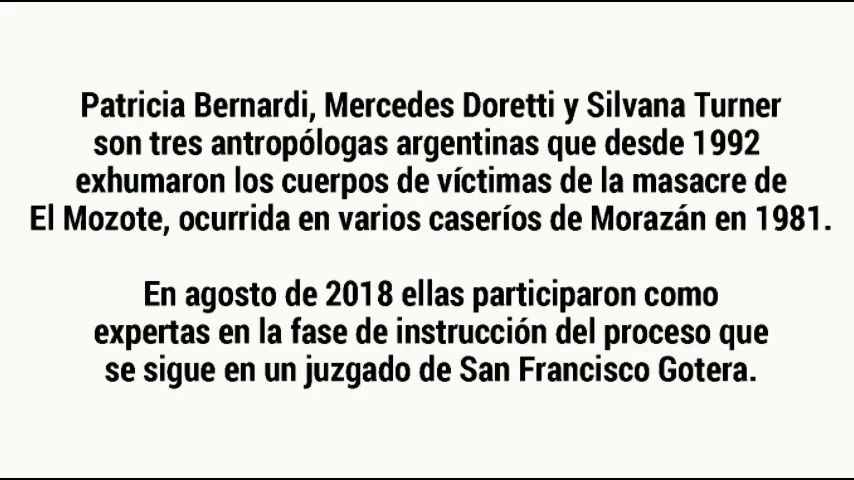 Patricia Bernardi, Mercedes Doretti y Silvana Turner
son tres antropólogas argentinas que desde 1992
exhumaron los cuerpos de víctimas de la masacre de
El Mozote, ocurrida en varios caseríos de Morazán en 1981.
En agosto de 2018 ellas participaron como
expertas en la fase de instrucción del proceso que
se sigue en un juzgado de San Francisco Gotera.